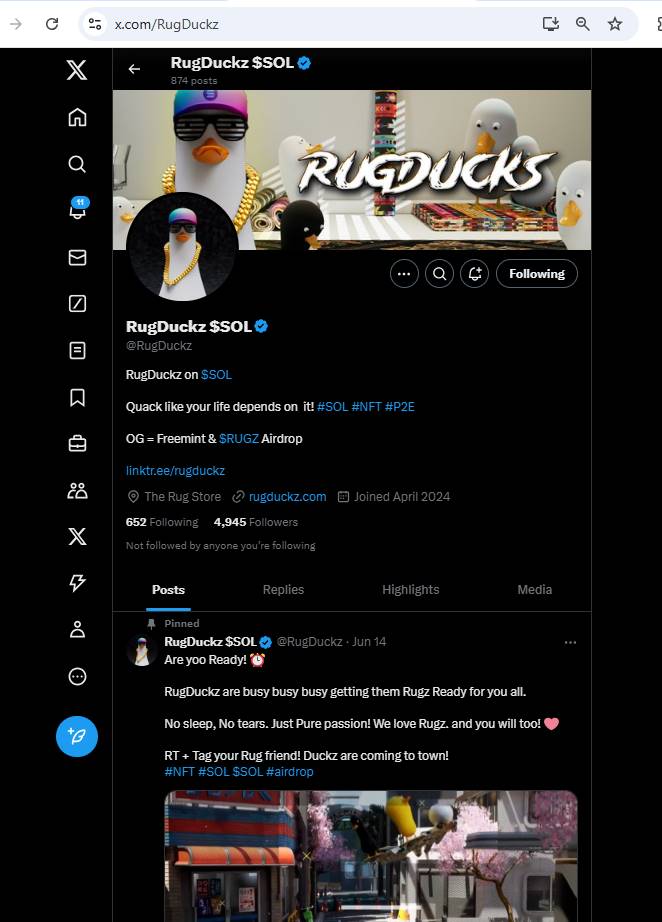 x.com/RugDuckz
RugDuckz $SOL
874 posts
RUGDUCKS
11
Following
RugDuckz $SOL
@RugDuckz
RugDuckz on $SOL
Quack like your life depends on it! #SOL #NFT #P2E
OG = Freemint & $RUGZ Airdrop
linktr.ee/rugduckz
The Rug Store rugduckz.com Joined April 2024
652 Following 4,945 Followers
Not followed by anyone you're following
Posts Replies Highlights Media
Pinned
RugDuckz $SOL @RugDuckz · Jun 14
Are yoo Ready! ⏰
RugDuckz are busy busy busy getting them Rugz Ready for you all.
No sleep, No tears. Just Pure passion! We love Rugz. and you will too! 🩷
RT + Tag your Rug friend! Duckz are coming to town!
#NFT #SOL $SOL #airdrop